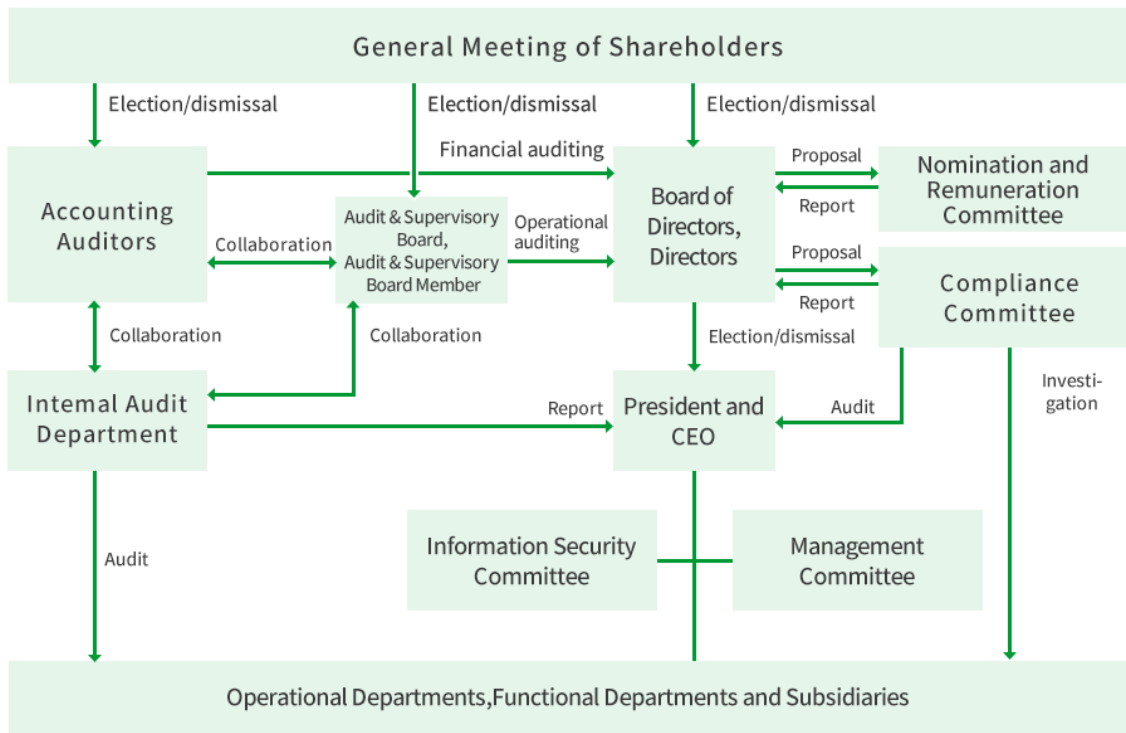 General Meeting of Shareholders
Election/dismissal
Election/dismissal
Election/dismissal
Financial auditing
Accounting
Auditors
Collaboration
Audit & Supervisory
Board,
Audit & Supervisory
Board Member
Operational
auditing
Board of
Directors,
Directors
Proposal
Report
Nomination and
Remuneration
Committee
Proposal
Report
Compliance
Committee
Collaboration
Collaboration
Election/dismissal
Intemal Audit
Department
Report
President and
CEO
Audit
Investi-
gation
Audit
Information Security
Committee
Management
Committee
Operational Departments,Functional Departments and Subsidiaries